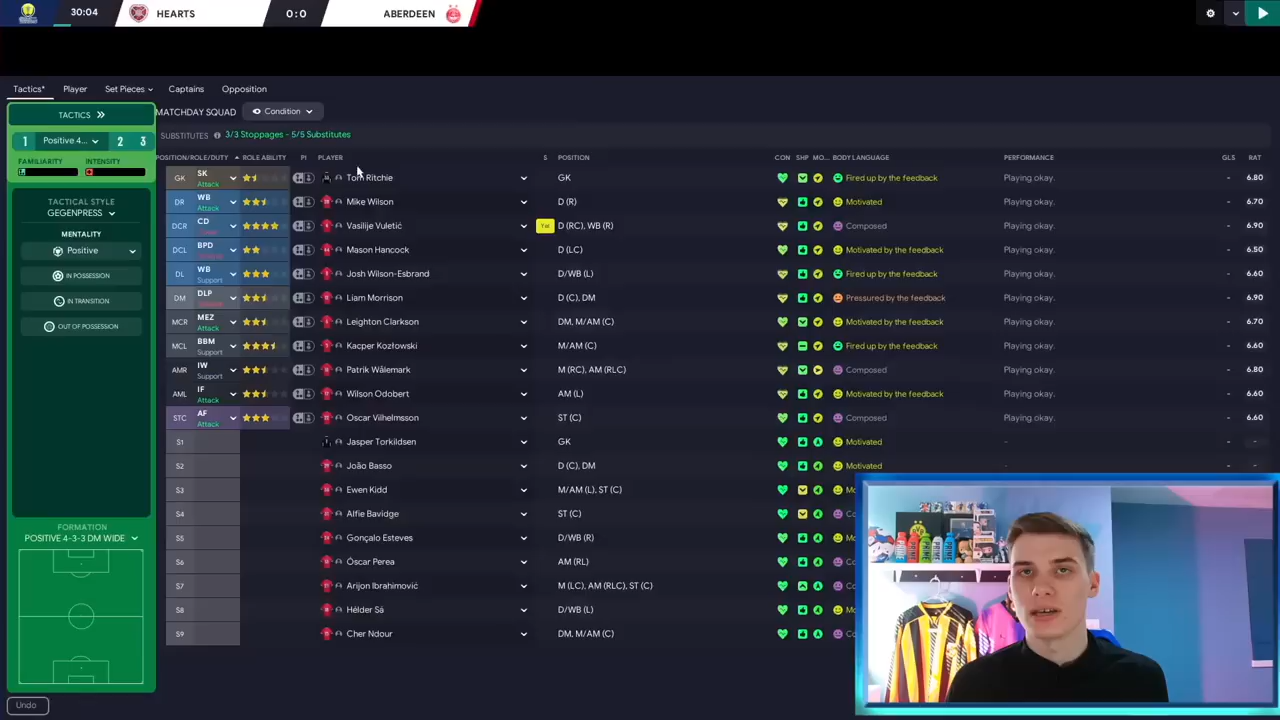 30:04 HEARTS 0:0 ABERDEEN
Tactics* Player Set Pieces Captains Opposition
TACTICS
MATCHDAY SQUAD Condition
SUBSTITUTES 3/3 Stoppages - 5/5 Substitutes
1 Positive 4... 2 3
FAMILIARITY INTENSITY
TACTICAL STYLE
GEGENPRESS
MENTALITY
Positive
IN POSSESSION
IN TRANSITION
OUT OF POSSESSION
FORMATION
POSITIVE 4-3-3 DM WIDE
Undo
POSITION/ROLE/DUTY ROLE ABILITY PI PLAYER S POSITION CON SHP MO... BODY LANGUAGE PERFORMANCE GLS RAT
GK SK Attack Tom Ritchie GK Fired up by the feedback Playing okay. - 6.80
DR WB Attack Mike Wilson D (R) Motivated Playing okay. - 6.70
DCR CD Vasilije Vuletić Yel D (RC), WB (R) Composed Playing okay. - 6.90
DCL BPD Mason Hancock D (LC) Motivated by the feedback Playing okay. - 6.50
DL WB Support Josh Wilson-Esbrand D/WB (L) Fired up by the feedback Playing okay. - 6.60
DM DLP Liam Morrison D (C), DM Pressured by the feedback Playing okay. - 6.90
MCR MEZ Attack Leighton Clarkson DM, M/AM (C) Motivated by the feedback Playing okay. - 6.70
MCL BBM Support Kacper Kozłowski M/AM (C) Fired up by the feedback Playing okay. - 6.60
AMR IW Support Patrik Wålemark M (RC), AM (RLC) Composed Playing okay. - 6.80
AML IF Attack Wilson Odobert AM (L) Motivated by the feedback Playing okay. - 6.60
STC AF Attack Oscar Vilhelmsson ST (C) Composed Playing okay. - 6.60
S1 Jasper Torkildsen GK Motivated - - -
S2 João Basso D (C), DM Motivated
S3 Ewen Kidd M/AM (L), ST (C)
S4 Alfie Bavidge ST (C)
S5 Gonçalo Esteves D/WB (R)
S6 Óscar Perea AM (RL)
S7 Arijon Ibrahimović M (LC), AM (RLC), ST (C)
S8 Hélder Sá D/WB (L)
S9 Cher Ndour DM, M/AM (C)